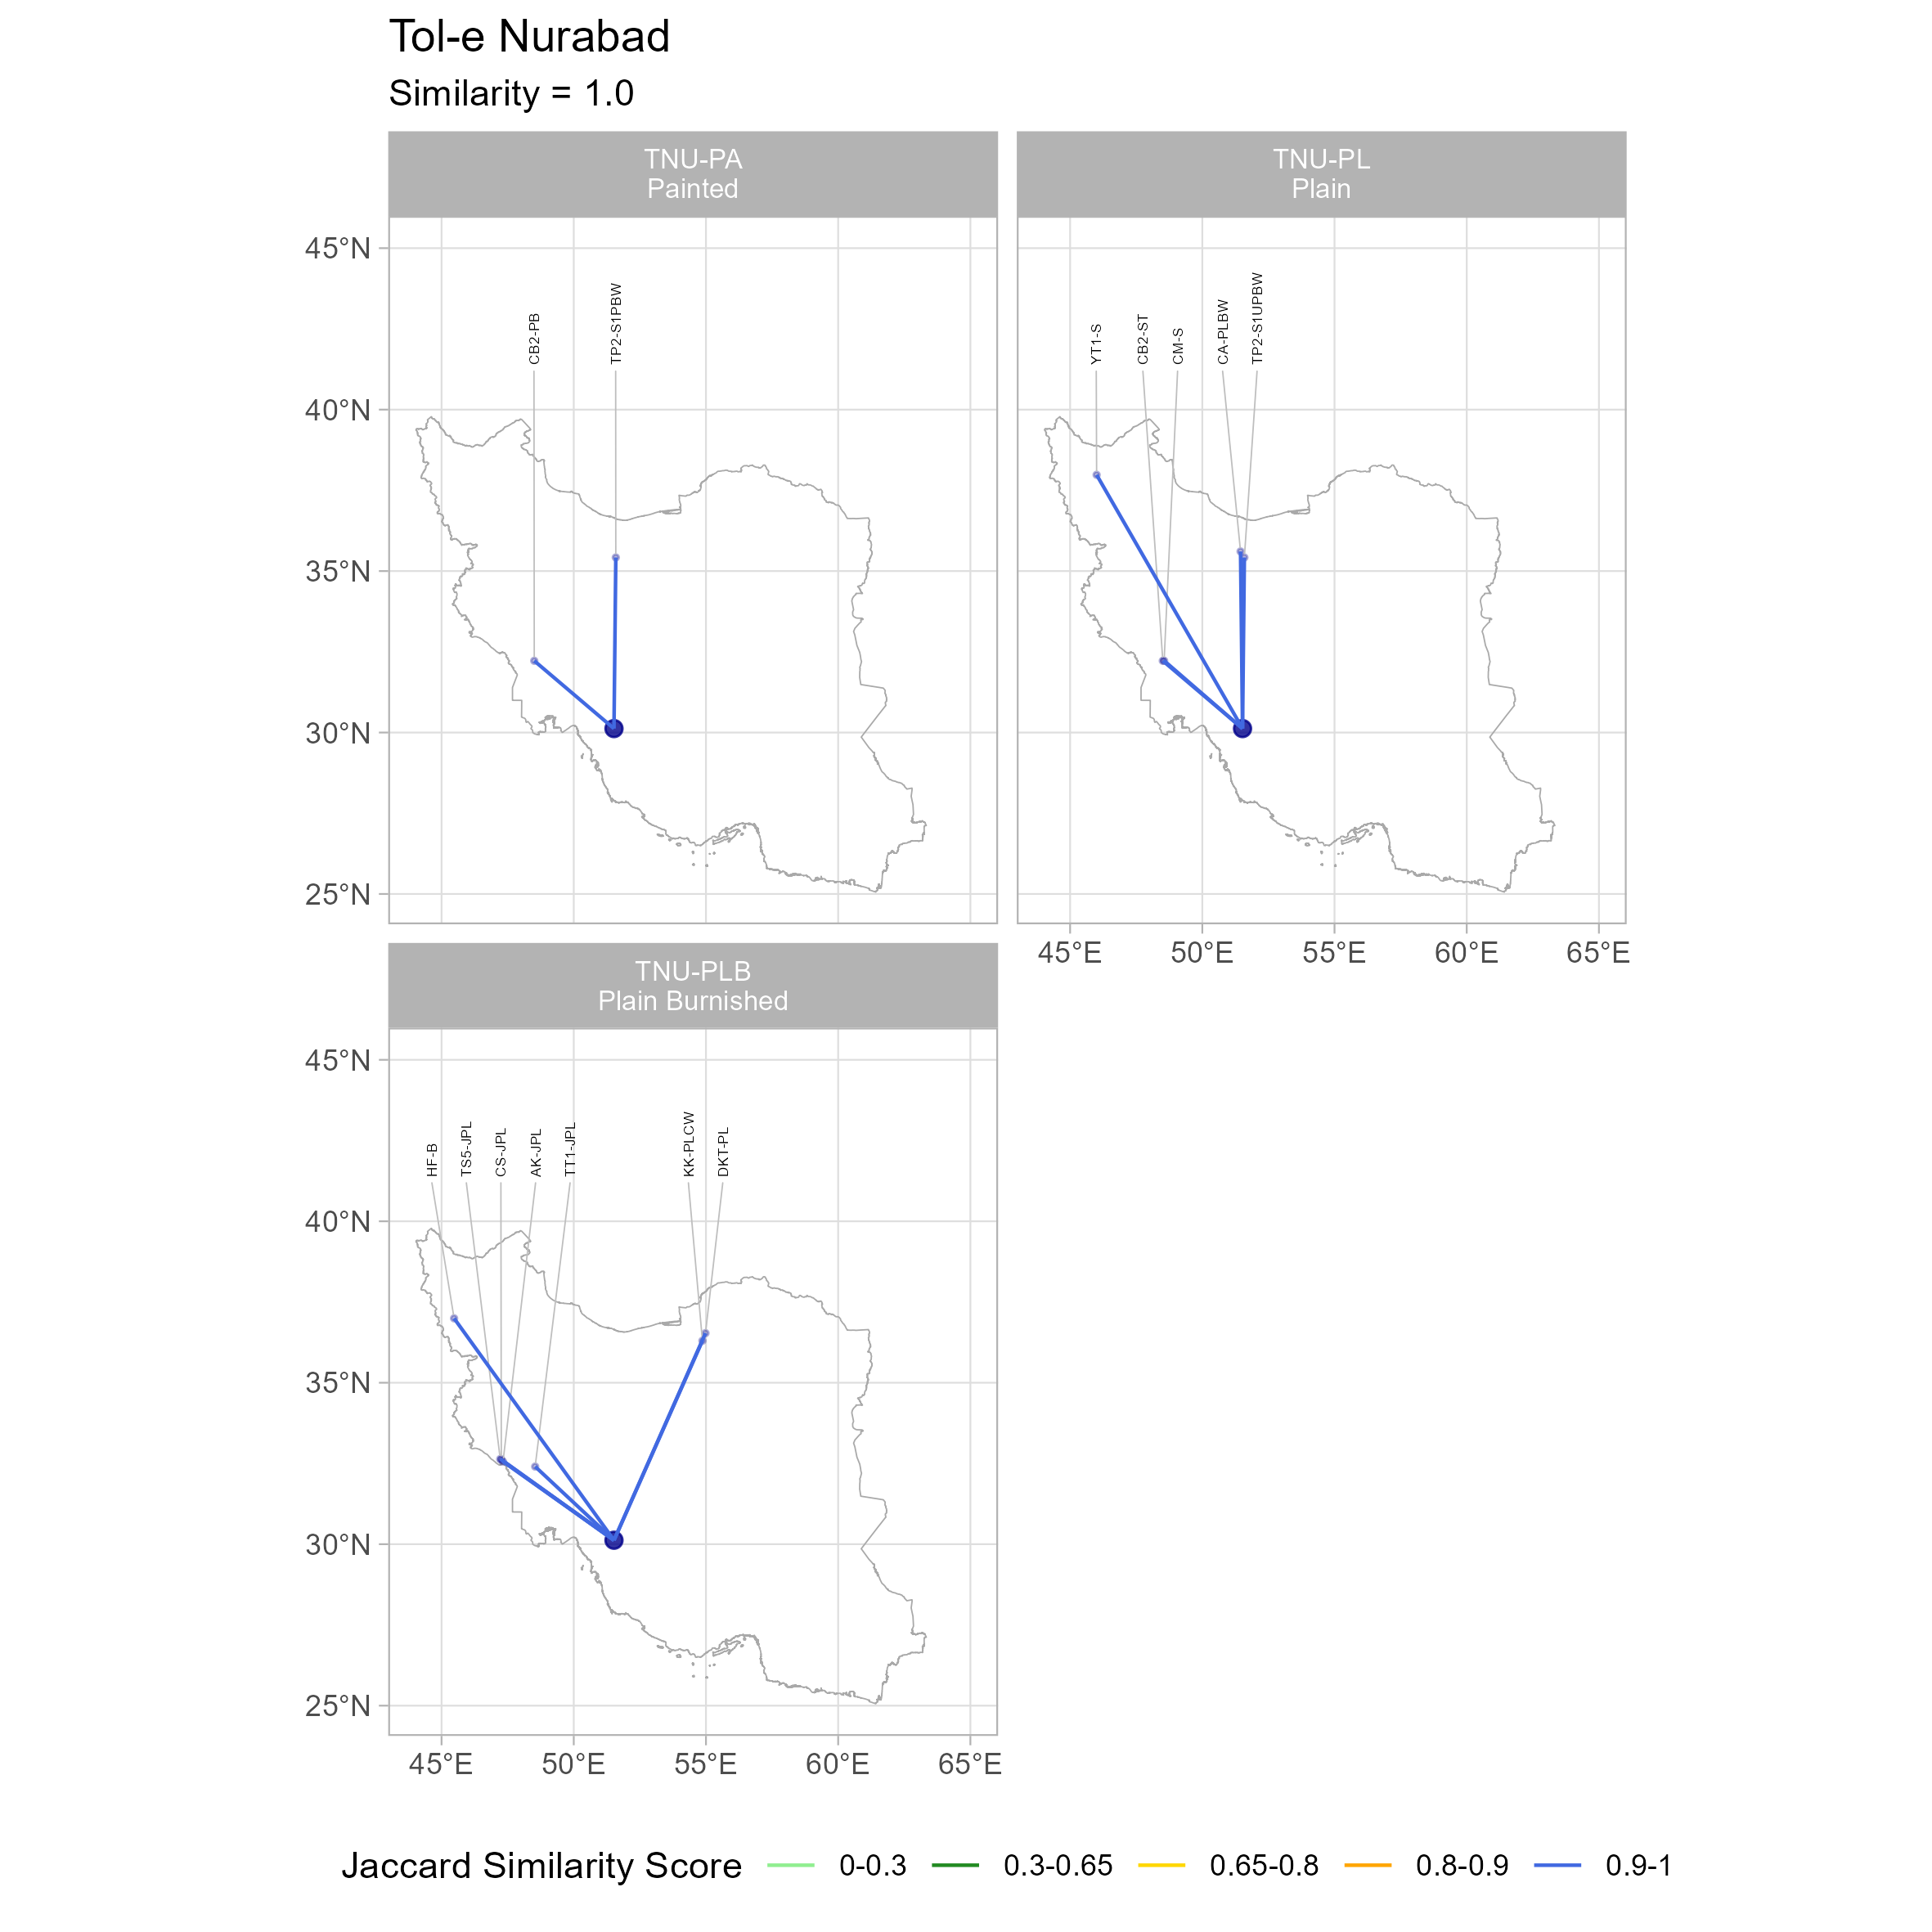 Tol-e Nurabad
Similarity = 1.0
TNU-PA
Painted
TNU-PL
Plain
45°N
40°N
35°N
30°N
25°N
CB2-PB
TP2-S1PBW
YT1-S
CB2-ST
CM-S
CA-PLBW
TP2-S1UPBW
45°E 50°E 55°E 60°E 65°E
TNU-PLB
Plain Burnished
45°N
40°N
35°N
30°N
25°N
HF-B
TS5-JPL
CS-JPL
AK-JPL
TT1-JPL
KK-PLCW
DKT-PL
45°E 50°E 55°E 60°E 65°E
Jaccard Similarity Score 0-0.3 0.3-0.65 0.65-0.8 0.8-0.9 0.9-1